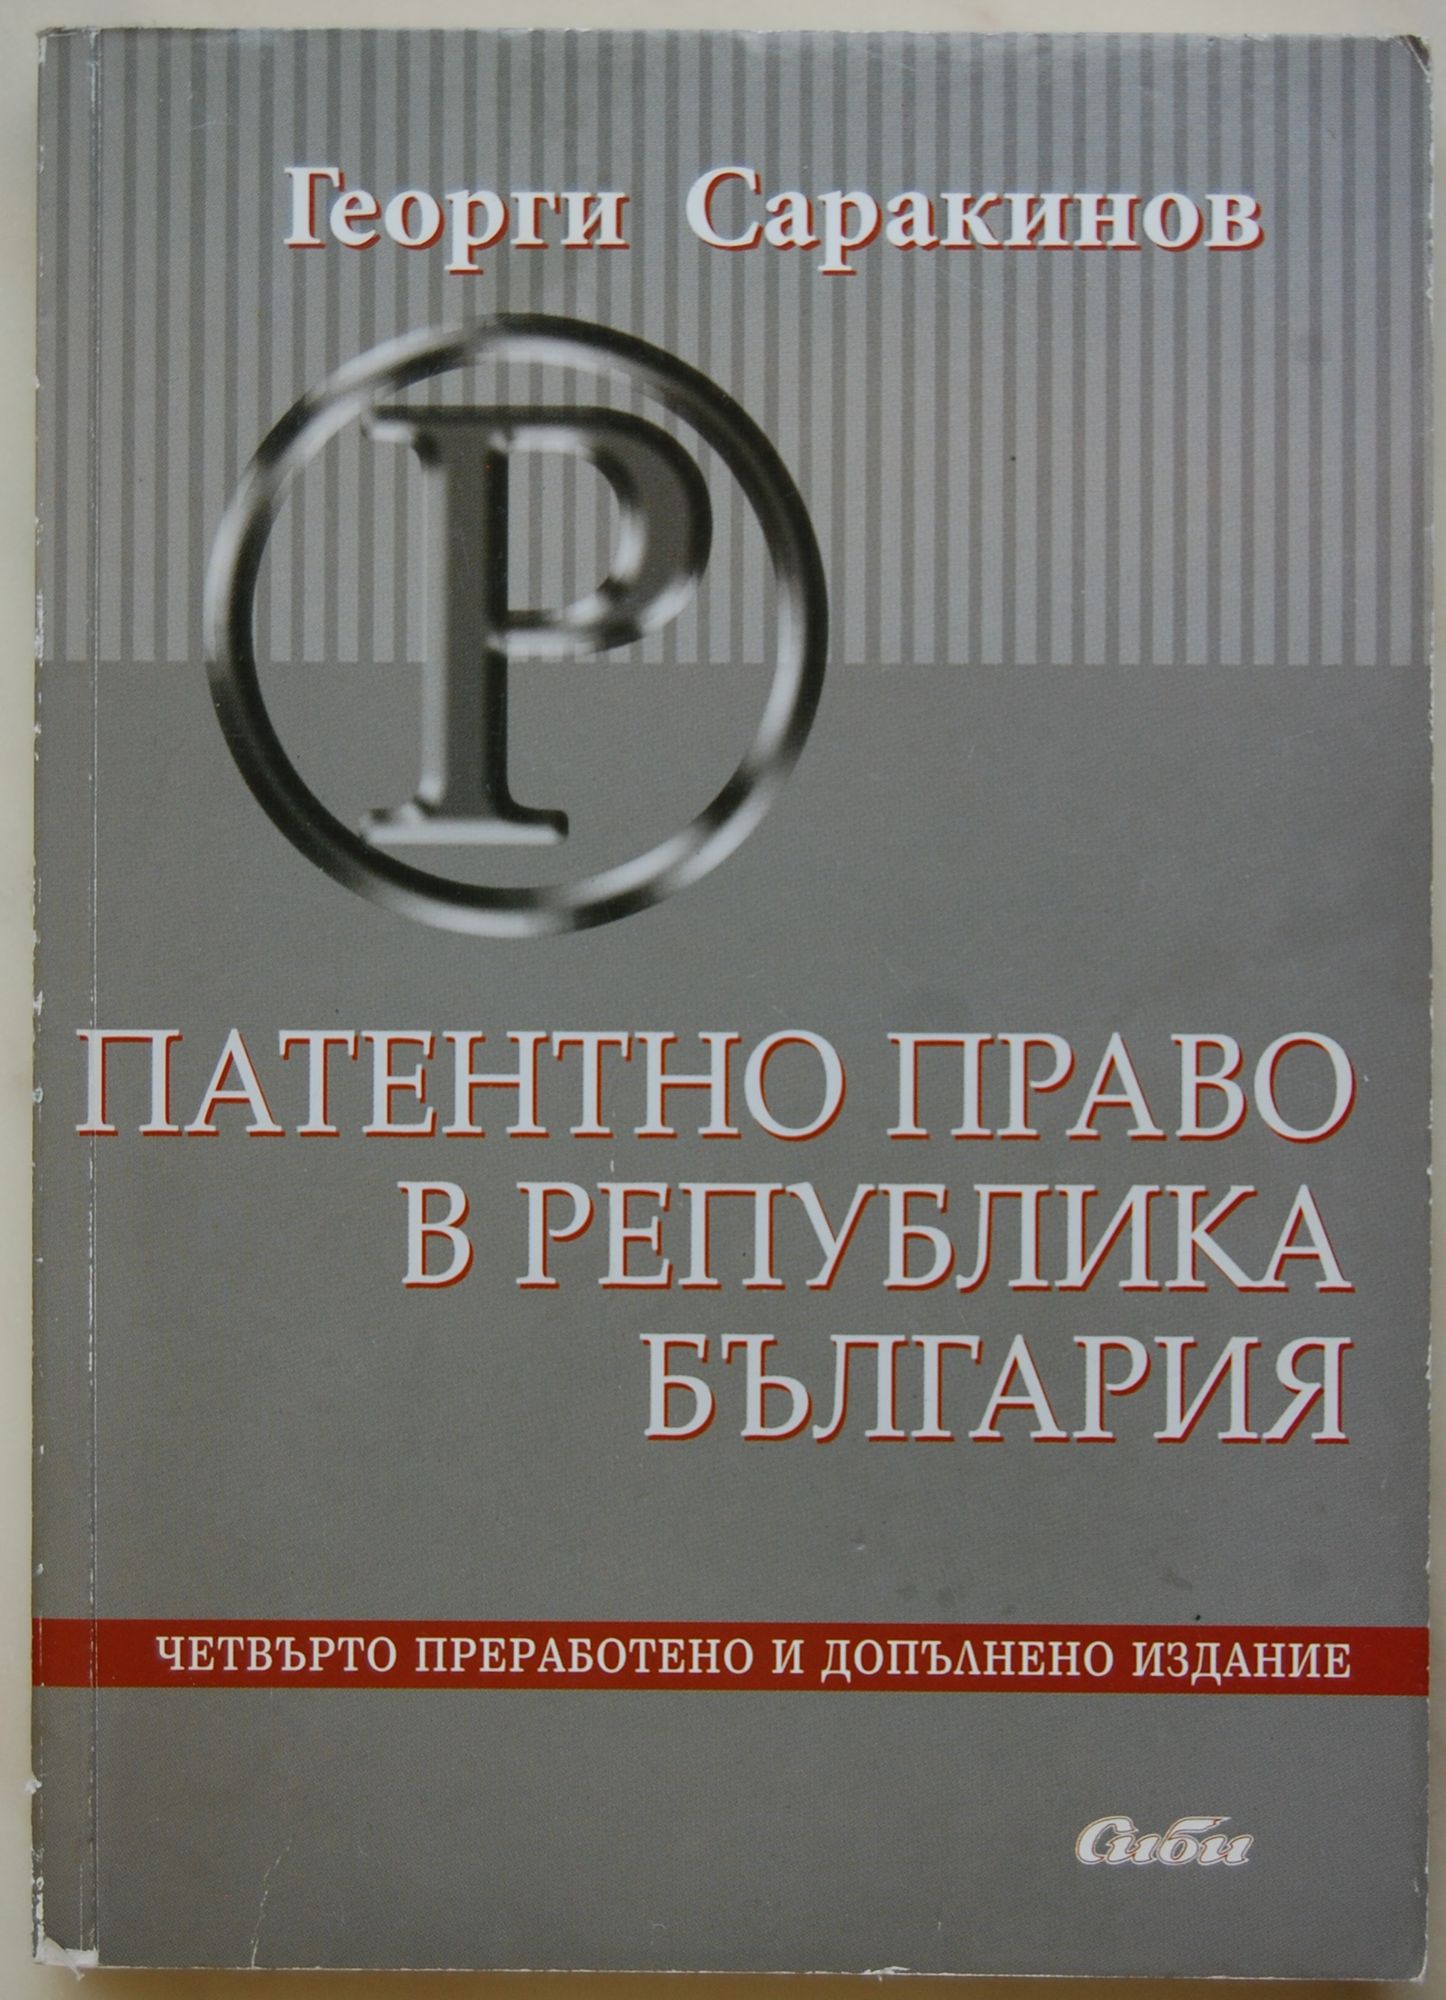 Георги Саракинов
P
ПАТЕНТНО ПРАВО
В РЕПУБЛИКА
БЪЛГАРИЯ
ЧЕТВЪРТО ПРЕРАБОТЕНО И ДОПЪЛНЕНО ИЗДАНИЕ
Сиби